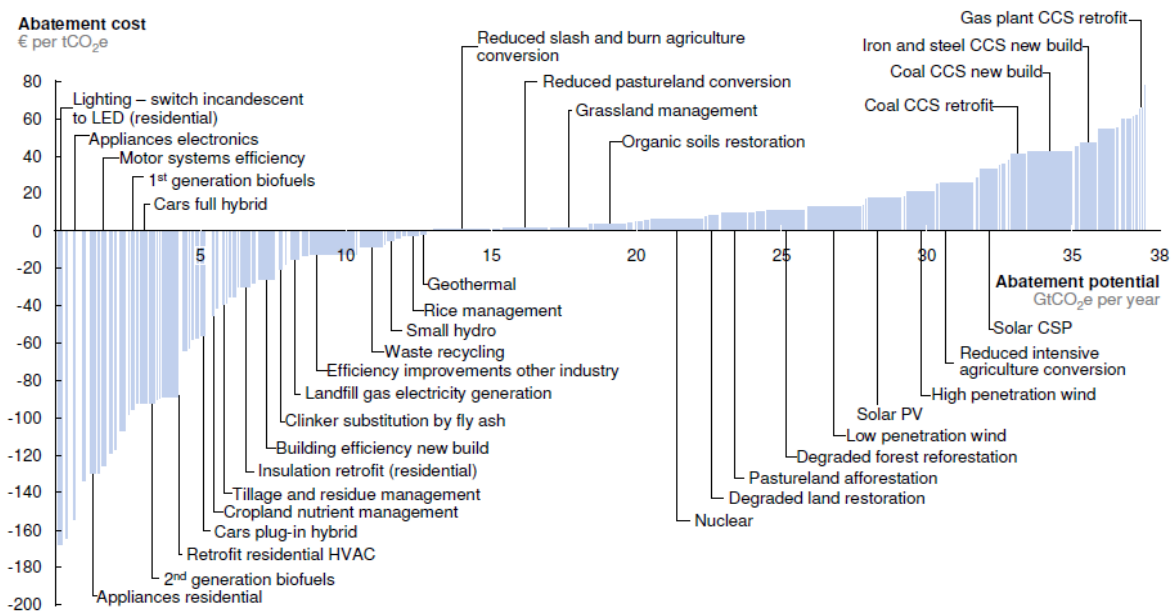 Abatement cost
€ per tCO2e
80
60
40
20
0
-20
-40
-60
-80
-100
-120
-140
-160
-180
-200
Lighting – switch incandescent
to LED (residential)
Appliances electronics
Motor systems efficiency
1st generation biofuels
Cars full hybrid
Reduced slash and burn agriculture
conversion
Reduced pastureland conversion
Grassland management
Organic soils restoration
Gas plant CCS retrofit
Iron and steel CCS new build
Coal CCS new build
Coal CCS retrofit
5
10
15
20
25
30
35
38
Abatement potential
GtCO2e per year
Geothermal
Rice management
Small hydro
Waste recycling
Efficiency improvements other industry
Landfill gas electricity generation
Clinker substitution by fly ash
Building efficiency new build
Insulation retrofit (residential)
Tillage and residue management
Cropland nutrient management
Cars plug-in hybrid
Retrofit residential HVAC
2nd generation biofuels
Appliances residential
Solar CSP
Reduced intensive
agriculture conversion
High penetration wind
Solar PV
Low penetration wind
Degraded forest reforestation
Pastureland afforestation
Degraded land restoration
Nuclear